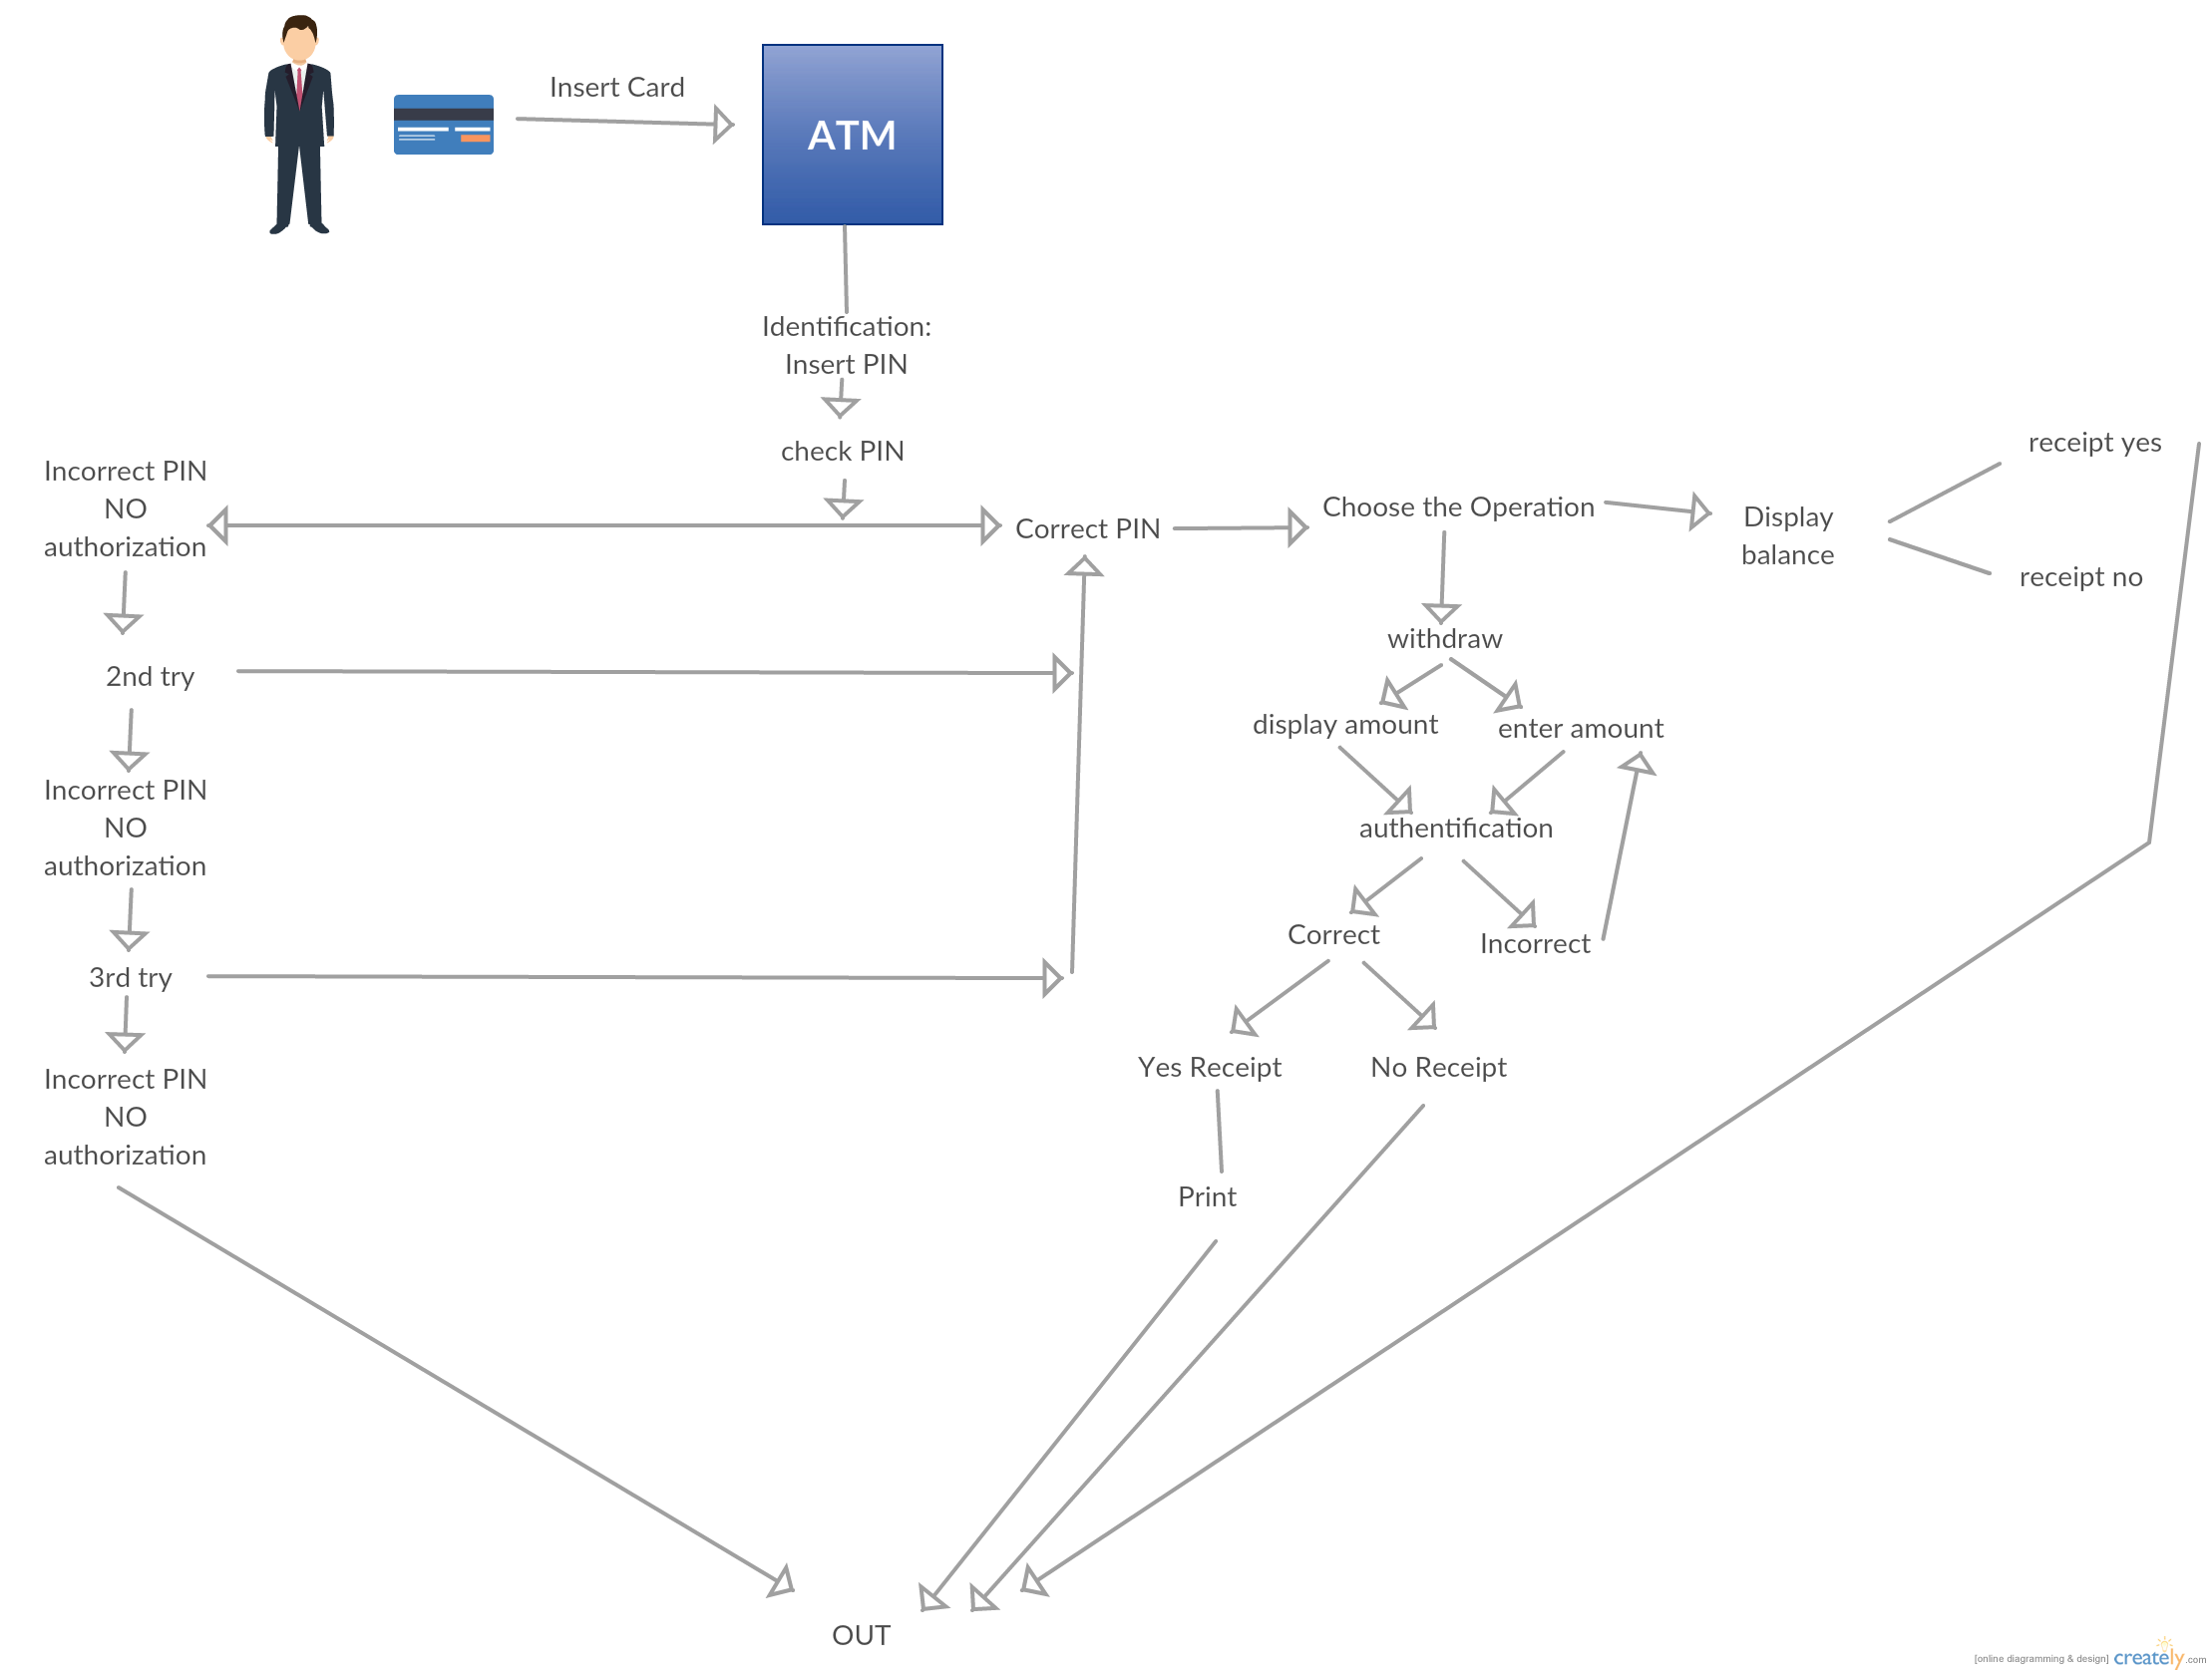 Insert Card
ATM
Identification:
Insert PIN
check PIN
Incorrect PIN
NO
authorization
Correct PIN
Choose the Operation
Display
balance
receipt yes
receipt no
2nd try
withdraw
display amount
enter amount
Incorrect PIN
NO
authorization
authentification
Correct
Incorrect
3rd try
Yes Receipt
No Receipt
Incorrect PIN
NO
authorization
Print
OUT
[online diagramming & design] creately.com